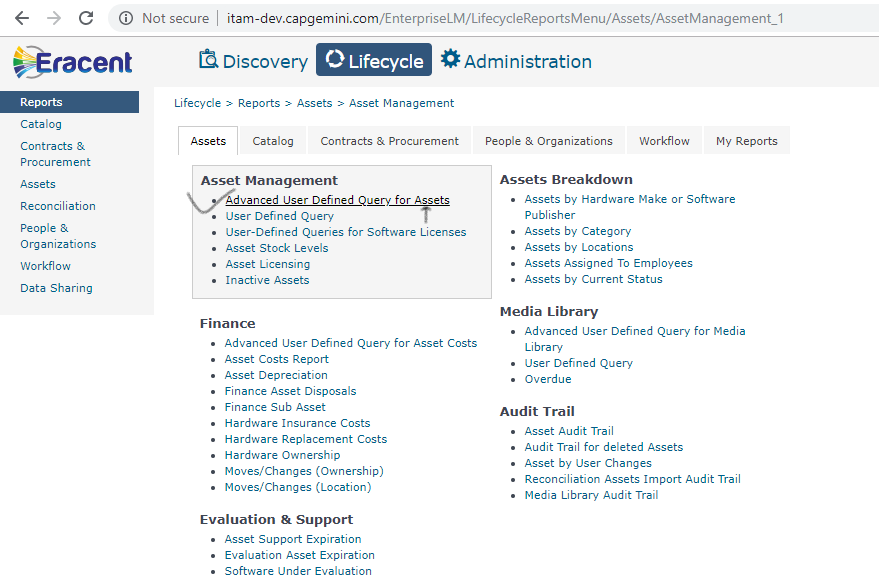 Not secure | itam-dev.capgemini.com/EnterpriseLM/LifecycleReportsMenu/Assets/AssetManagement_1
Eracent
Discovery Lifecycle Administration
Reports
Catalog
Contracts &
Procurement
Assets
Reconciliation
People &
Organizations
Workflow
Data Sharing
Lifecycle > Reports > Assets > Asset Management
Assets Catalog Contracts & Procurement People & Organizations Workflow My Reports
Asset Management
Advanced User Defined Query for Assets
User Defined Query
User-Defined Queries for Software Licenses
Asset Stock Levels
Asset Licensing
Inactive Assets
Finance
Advanced User Defined Query for Asset Costs
Asset Costs Report
Asset Depreciation
Finance Asset Disposals
Finance Sub Asset
Hardware Insurance Costs
Hardware Replacement Costs
Hardware Ownership
Moves/Changes (Ownership)
Moves/Changes (Location)
Evaluation & Support
Asset Support Expiration
Evaluation Asset Expiration
Software Under Evaluation
Assets Breakdown
Assets by Hardware Make or Software
Publisher
Assets by Category
Assets by Locations
Assets Assigned To Employees
Assets by Current Status
Media Library
Advanced User Defined Query for Media
Library
User Defined Query
Overdue
Audit Trail
Asset Audit Trail
Audit Trail for deleted Assets
Asset by User Changes
Reconciliation Assets Import Audit Trail
Media Library Audit Trail